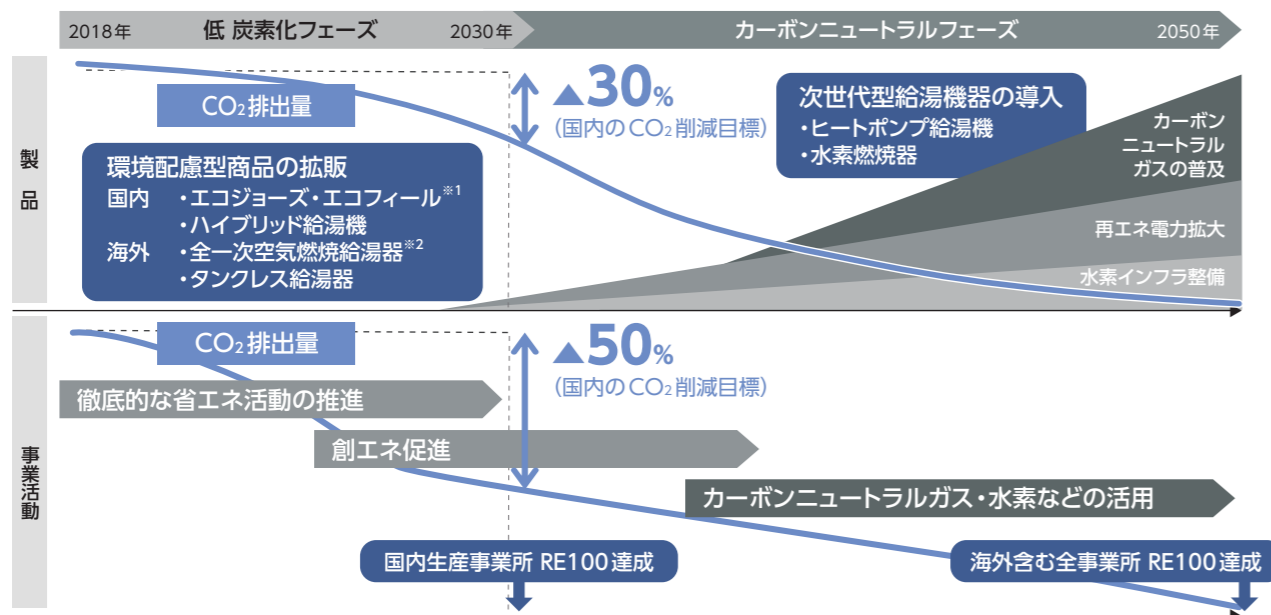 2018年
低 炭素化フェーズ
2030年
カーボンニュートラルフェーズ
2050年
製品
CO₂排出量
▲30%
(国内のCO₂削減目標)
次世代型給湯機器の導入
・ヒートポンプ給湯機
・水素燃焼器
カーボン
ニュートラル
ガスの普及
環境配慮型商品の拡販
国内 ・エコジョーズ・エコフィール※1
・ハイブリッド給湯機
海外 ・全一次空気燃焼給湯器※2
・タンクレス給湯器
再エネ電力拡大
水素インフラ整備
事業活動
CO₂排出量
▲50%
(国内のCO₂削減目標)
徹底的な省エネ活動の推進
創エネ促進
カーボンニュートラルガス・水素などの活用
国内生産事業所 RE100達成
海外含む全事業所 RE100達成